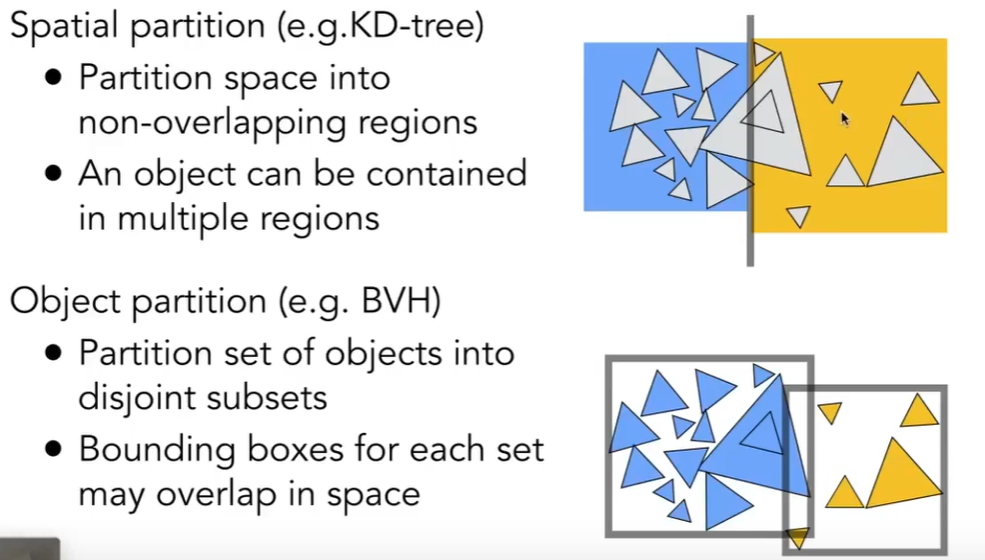 Spatial partition (e.g.KD-tree)
● Partition space into
non-overlapping regions
● An object can be contained
in multiple regions
Object partition (e.g. BVH)
● Partition set of objects into
disjoint subsets
● Bounding boxes for each set
may overlap in space